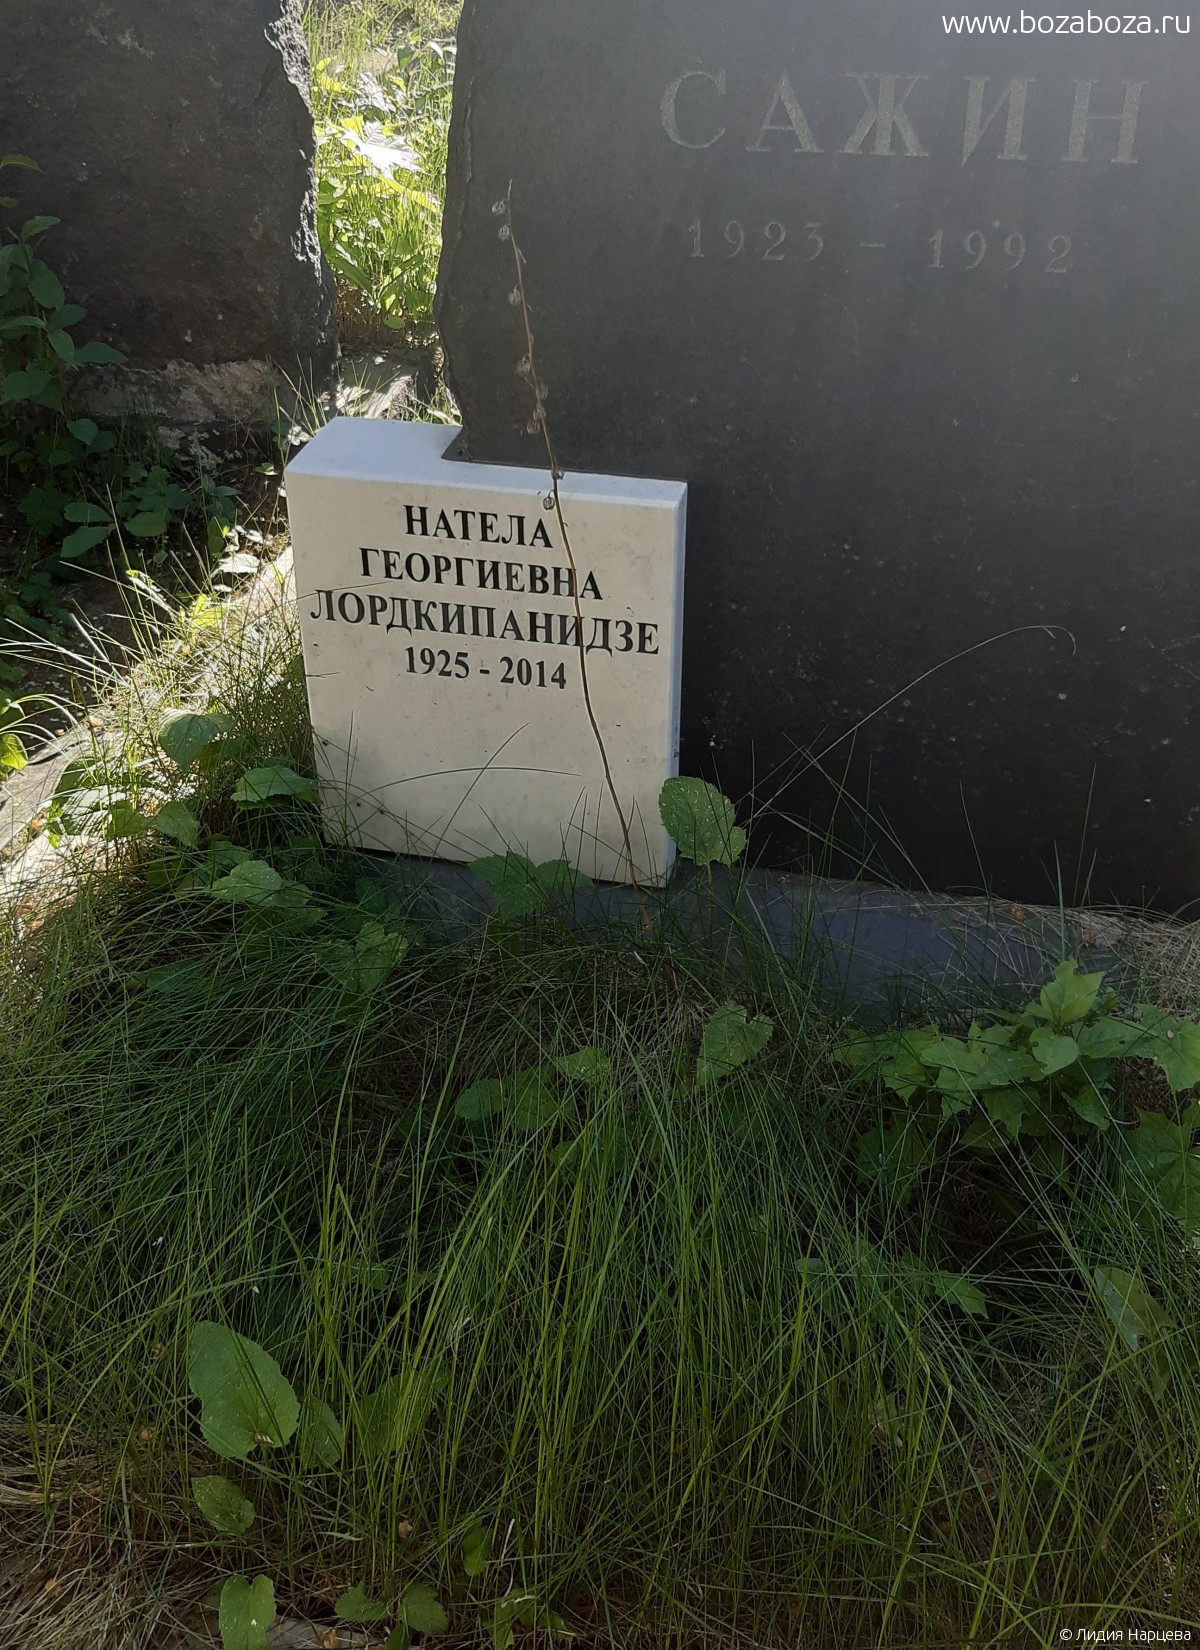 www.bozaboza.ru
САЖИН
1923 - 1992
НАТЕЛА
ГЕОРГИЕВНА
ЛОРДКИПАНИДЗЕ
1925 - 2014
© Лидия Нарцева